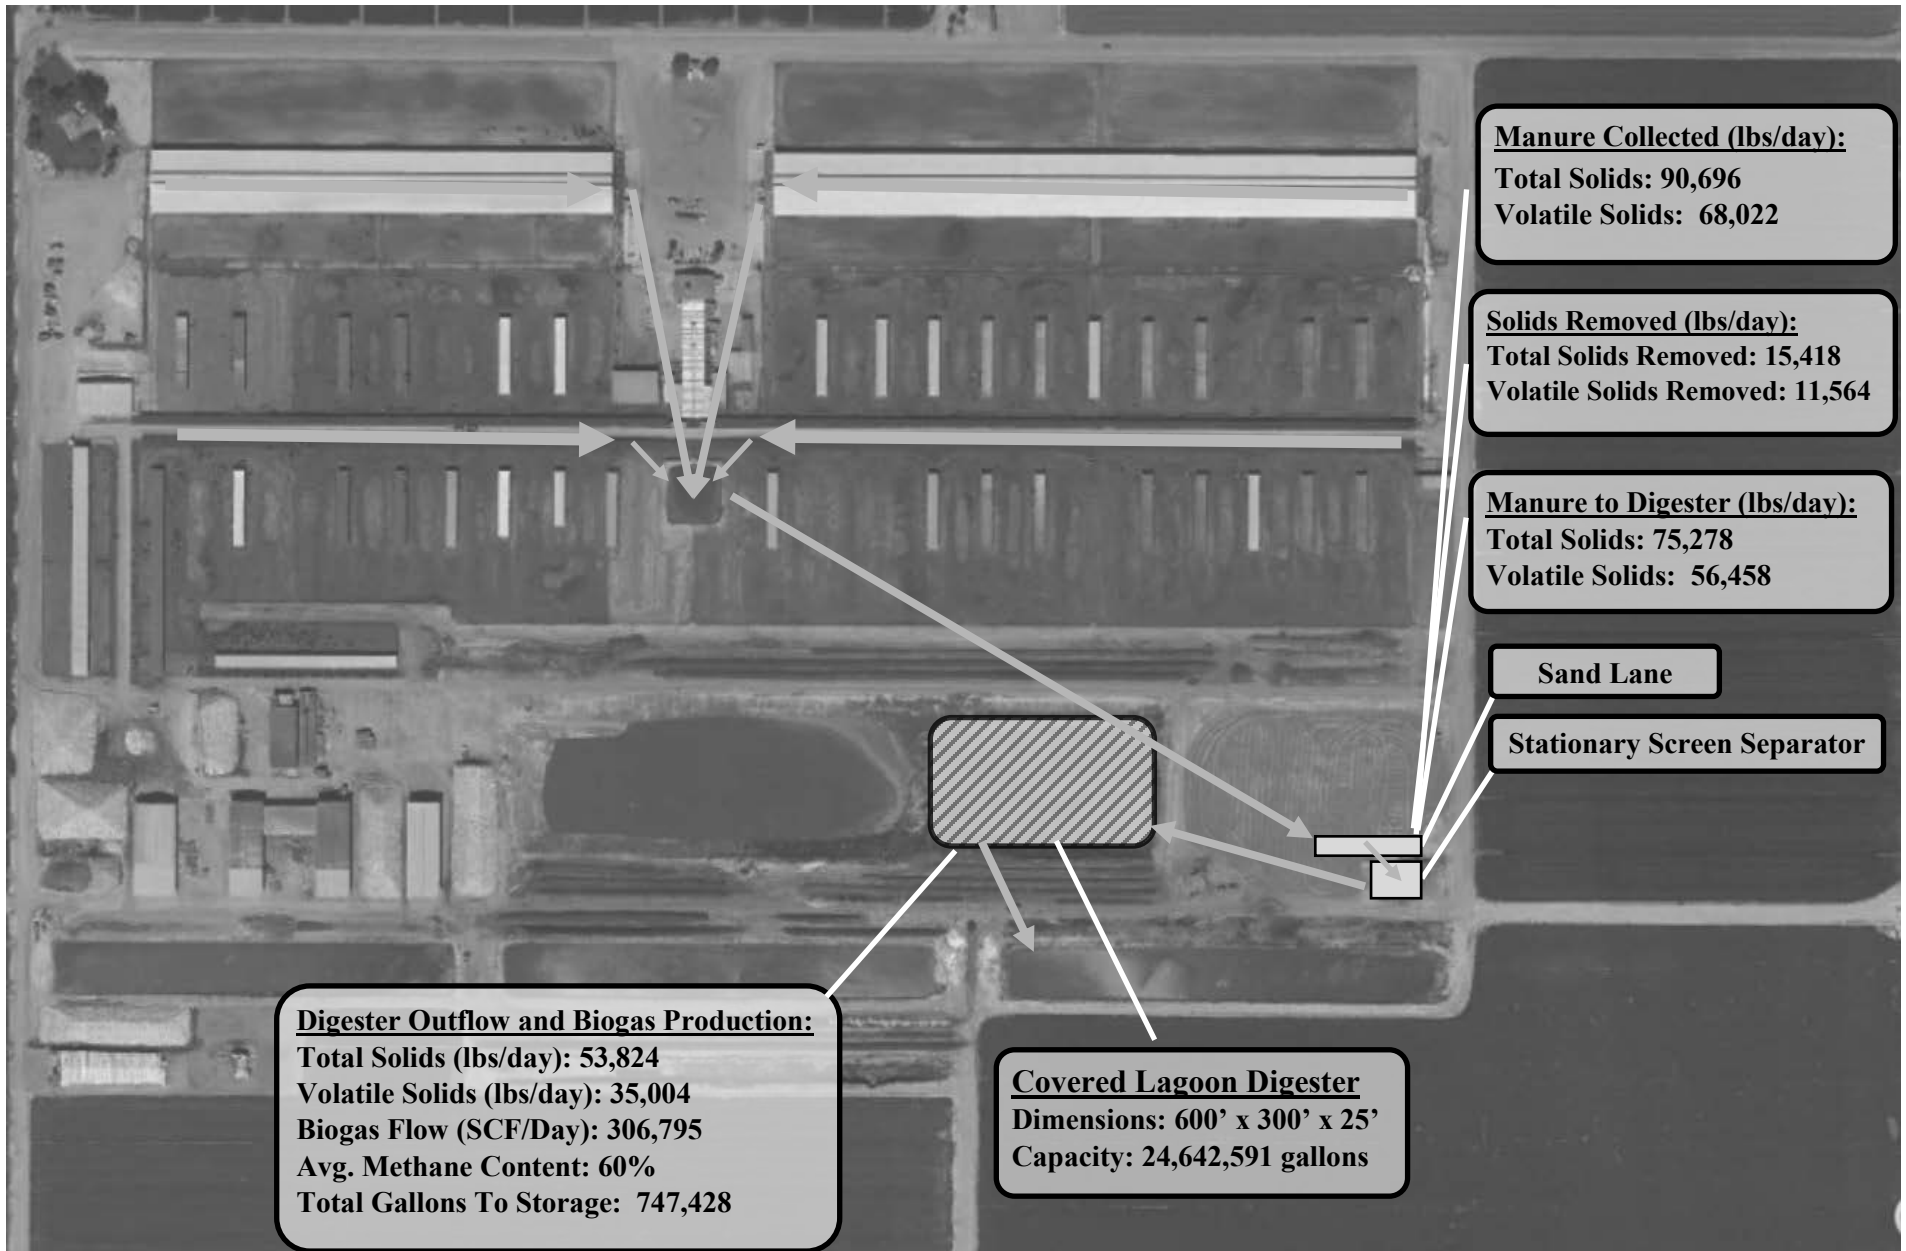 Manure Collected (lbs/day):
Total Solids: 90,696
Volatile Solids:  68,022
Solids Removed (lbs/day):
Total Solids Removed: 15,418
Volatile Solids Removed: 11,564
Manure to Digester (lbs/day):
Total Solids: 75,278
Volatile Solids:  56,458
Sand Lane
Stationary Screen Separator
Digester Outflow and Biogas Production:
Total Solids (lbs/day): 53,824
Volatile Solids (lbs/day): 35,004
Biogas Flow (SCF/Day): 306,795
Avg. Methane Content: 60%
Total Gallons To Storage:  747,428
Covered Lagoon Digester
Dimensions: 600’ x 300’ x 25’
Capacity: 24,642,591 gallons